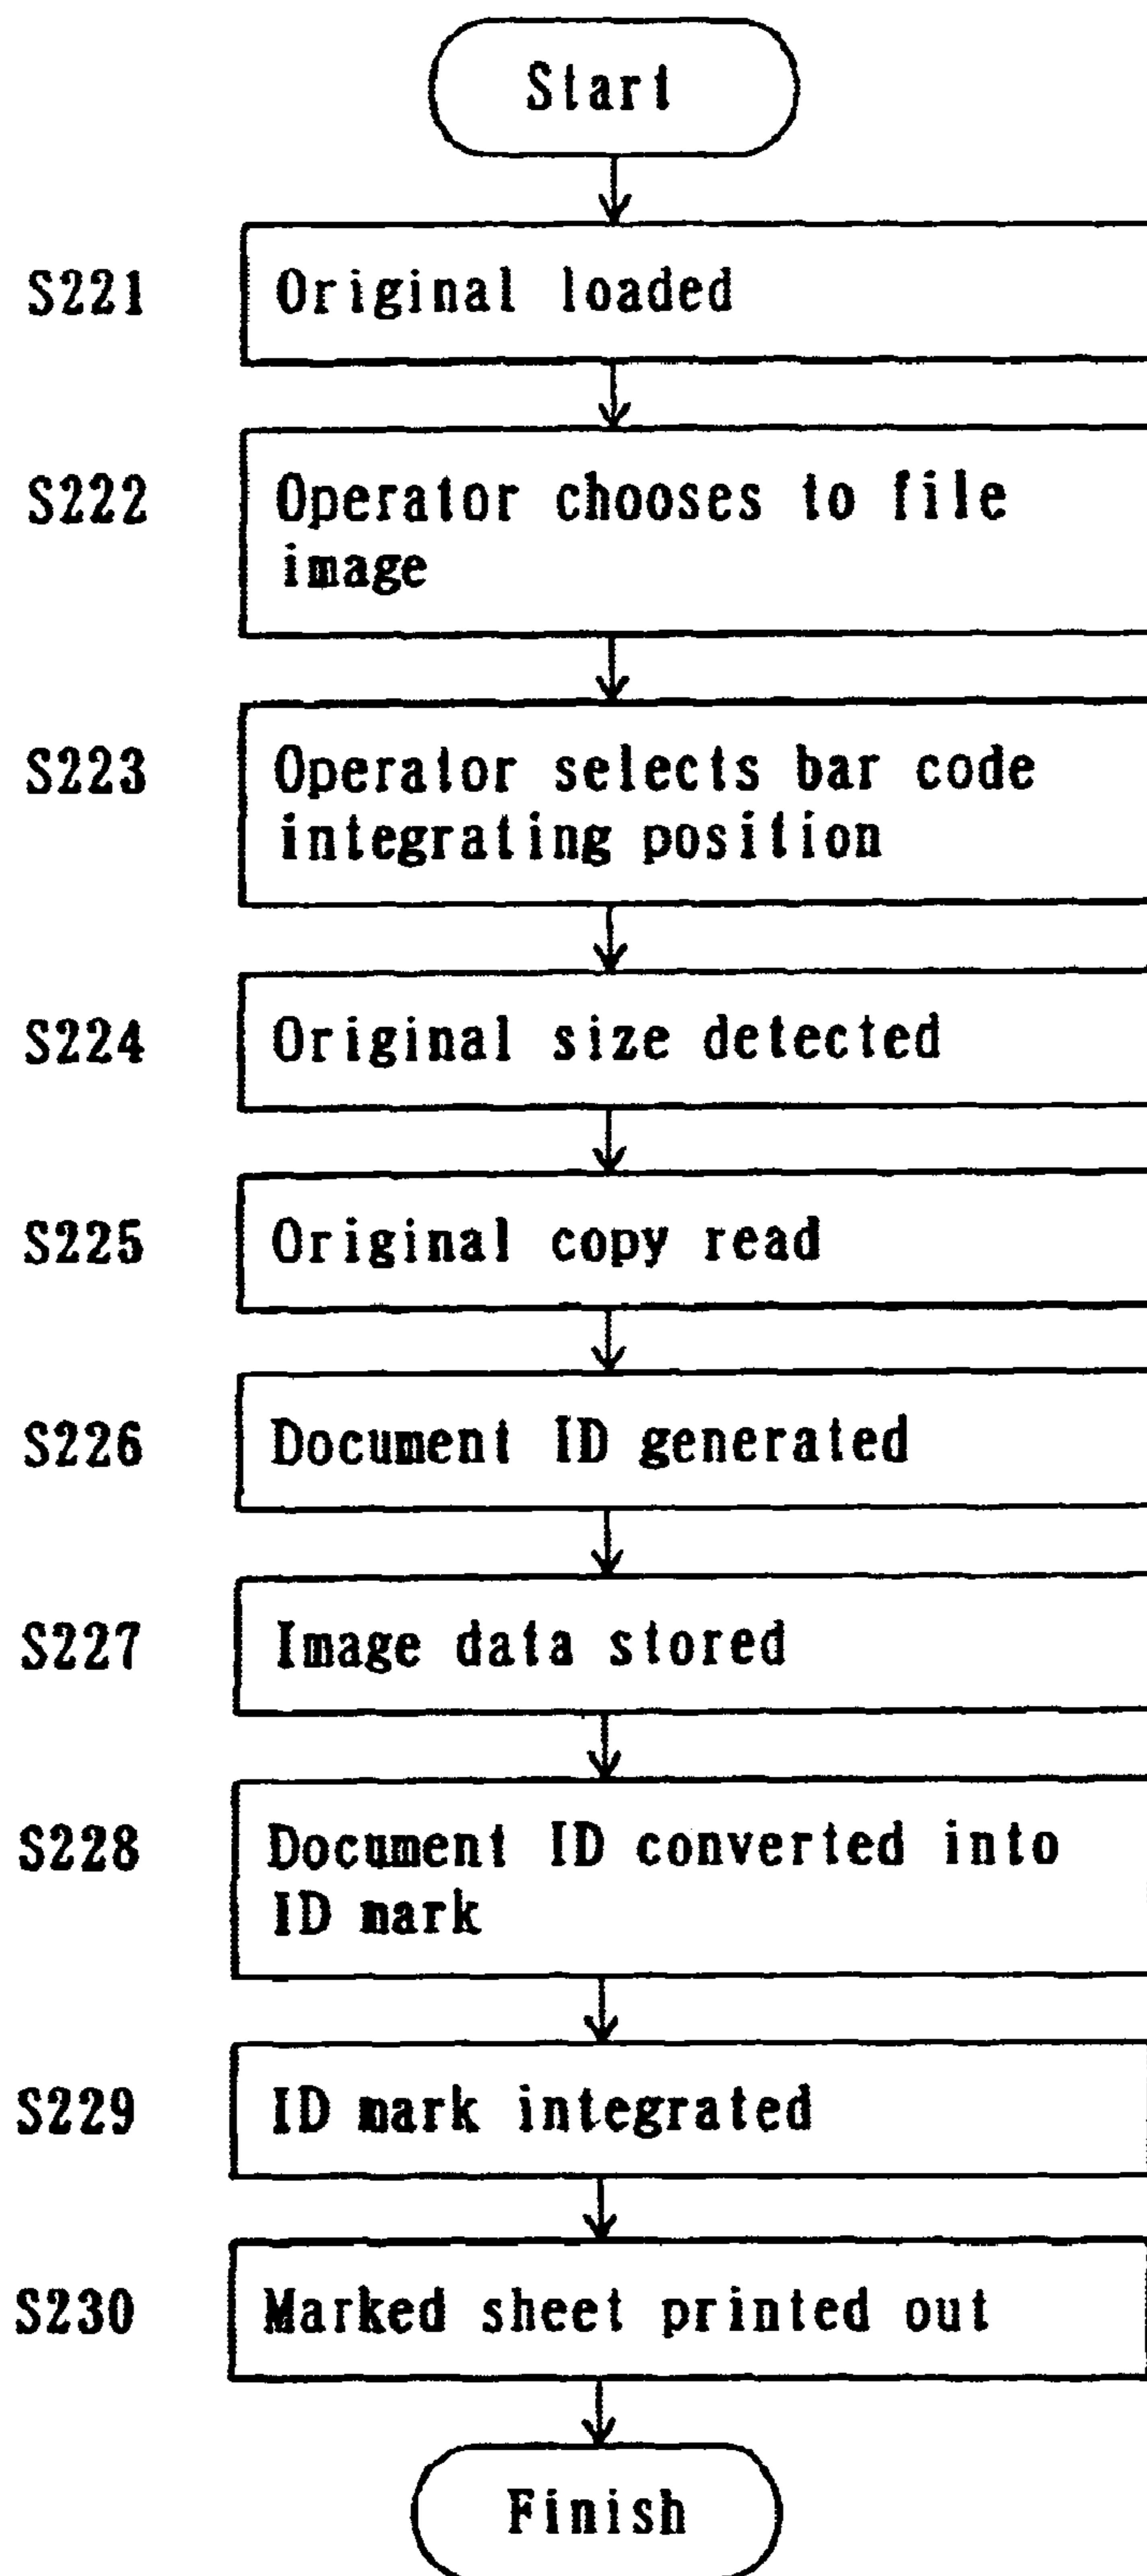 Start
S221 Original loaded
S222 Operator chooses to file
image
S223 Operator selects bar code
integrating position
S224 Original size detected
S225 Original copy read
S226 Document ID generated
S227 Image data stored
S228 Document ID converted into
ID mark
S229 ID mark integrated
S230 Marked sheet printed out
Finish